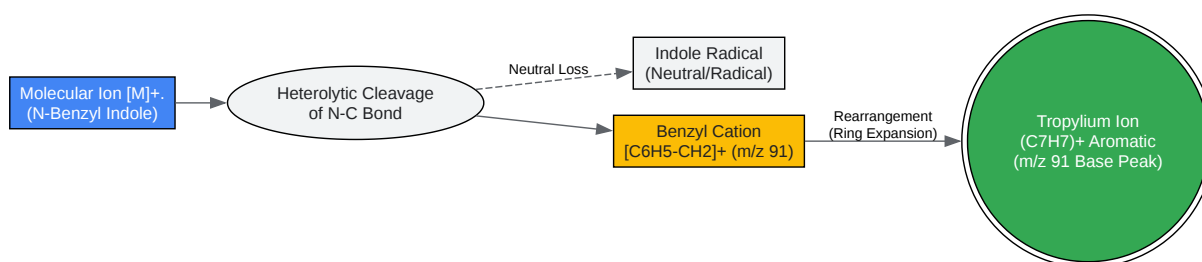 Molecular Ion [M]+.
(N-Benzyl Indole)
Heterolytic Cleavage
of N-C Bond
Neutral Loss
Indole Radical
(Neutral/Radical)
Benzyl Cation
[C6H5-CH2]+ (m/z 91)
Rearrangement
(Ring Expansion)
Tropylium Ion
(C7H7)+ Aromatic
(m/z 91 Base Peak)